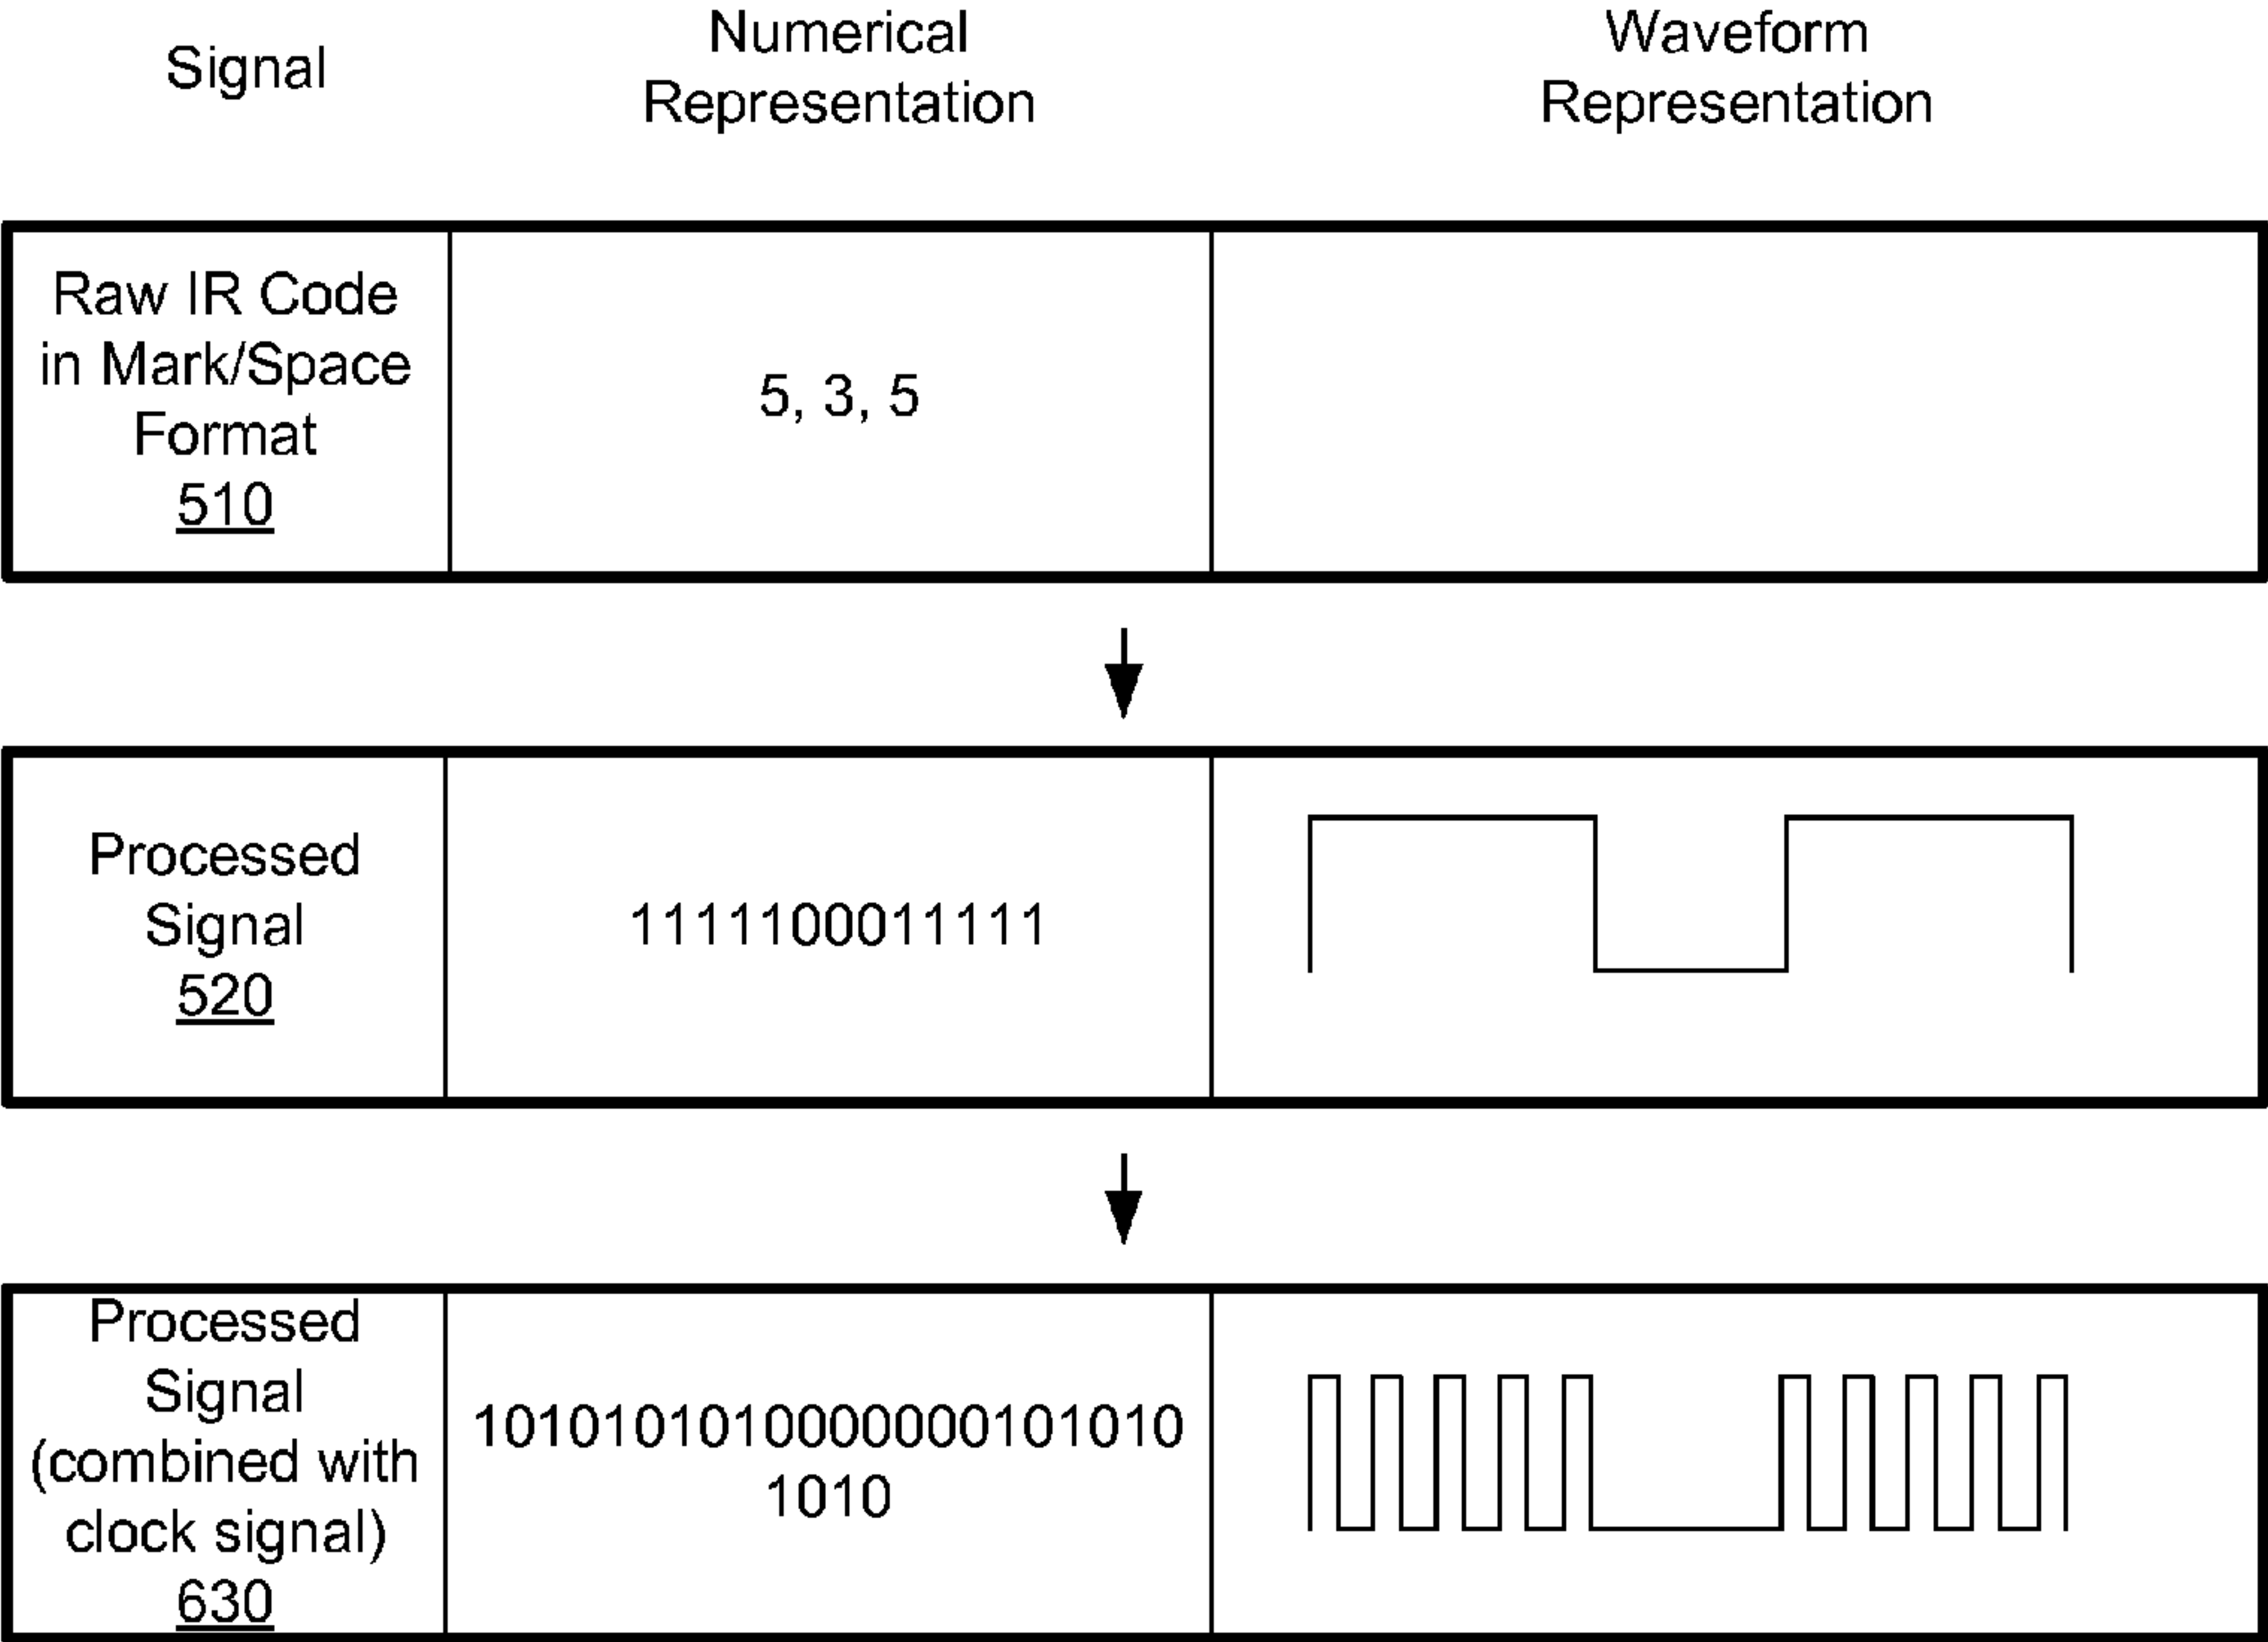 Signal
Numerical
Representation
Waveform
Representation
Raw IR Code
in Mark/Space
Format
510
5, 3, 5
Processed
Signal
520
1111100011111
Processed
Signal
(combined with
clock signal)
630
1010101010000000101010
1010